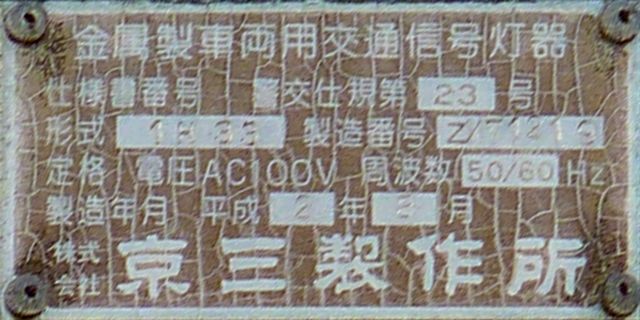 金属製車両用交通信号灯器
仕様書番号 警交仕規第 23 号
形式 製造番号
定格 電圧AC100V 周波数 50/60 Hz
製造年月 平成 2 年 月
株式会社 京三製作所